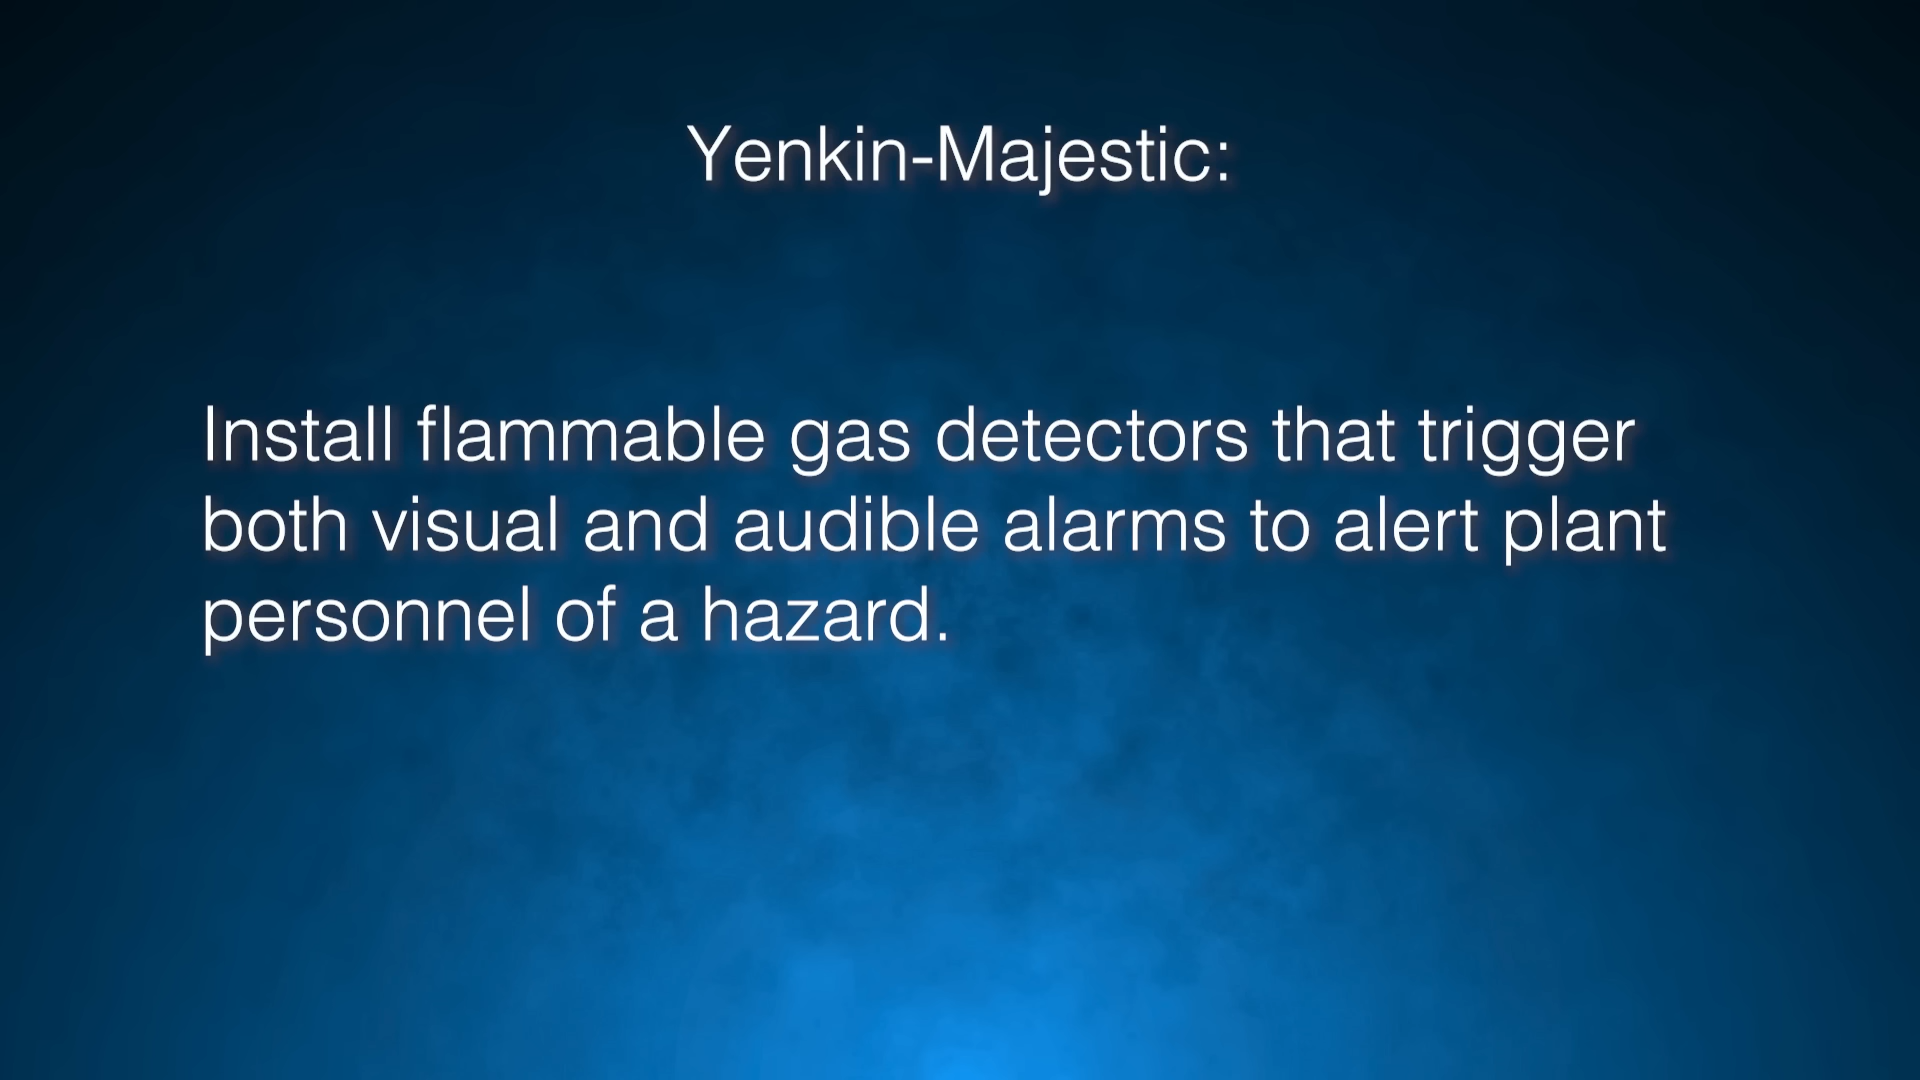 Yenkin-Majestic:
Install flammable gas detectors that trigger
both visual and audible alarms to alert plant
personnel of a hazard.